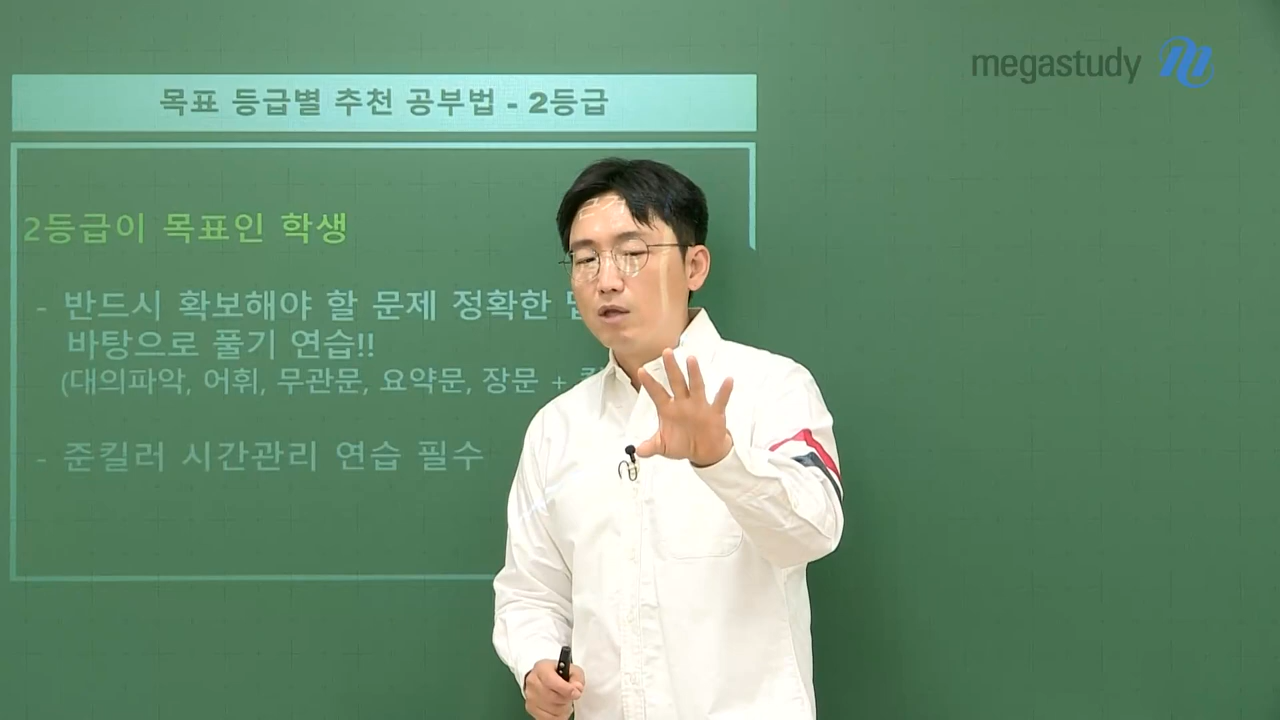 megastudy
목표 등급별 추천 공부법 - 2등급
2등급이 목표인 학생
- 반드시 확보해야 할 문제 정확한
바탕으로 풀기 연습!!
(대의파악, 어휘, 무관문, 요약문, 장문 +
- 준킬러 시간관리 연습 필수